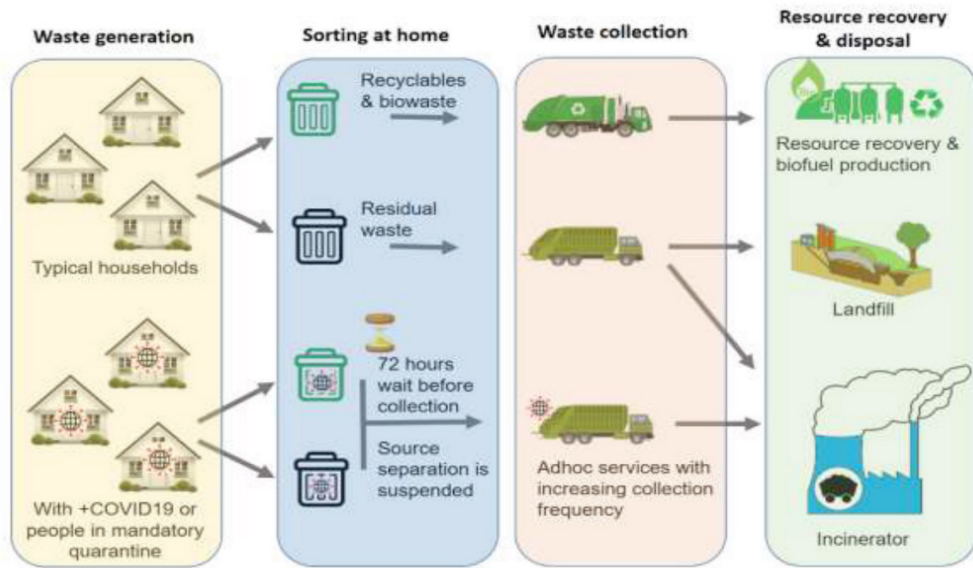 Waste generation
Sorting at home
Waste collection
Resource recovery
& disposal
Recyclables
& biowaste
Resource recovery &
biofuel production
Residual
waste
Typical households
Landfill
72 hours
wait before
collection
Source
separation is
suspended
Adhoc services with
increasing collection
frequency
With +COVID19 or
people in mandatory
quarantine
Incinerator